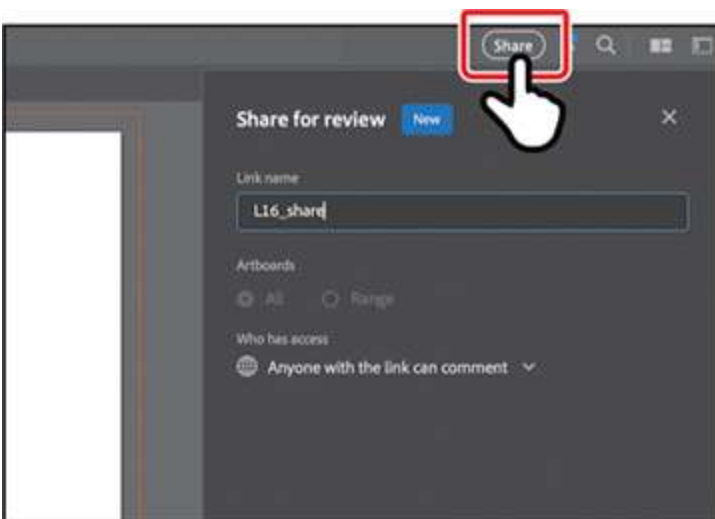 Share
Share for review New
Link name
L16_share
Artboards
All Range
Who has access
Anyone with the link can comment